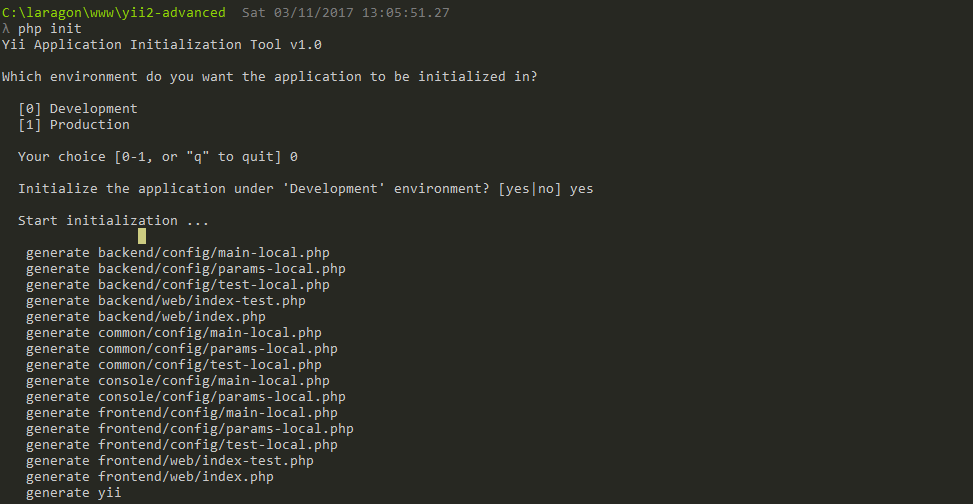 C:\laragon\www\yii2-advanced  Sat 03/11/2017 13:05:51.27
λ php init
Yii Application Initialization Tool v1.0
Which environment do you want the application to be initialized in?
[0] Development
[1] Production
Your choice [0-1, or "q" to quit] 0
Initialize the application under 'Development' environment? [yes|no] yes
Start initialization ...
generate backend/config/main-local.php
generate backend/config/params-local.php
generate backend/config/test-local.php
generate backend/web/index-test.php
generate backend/web/index.php
generate common/config/main-local.php
generate common/config/params-local.php
generate common/config/test-local.php
generate console/config/main-local.php
generate console/config/params-local.php
generate frontend/config/main-local.php
generate frontend/config/params-local.php
generate frontend/config/test-local.php
generate frontend/web/index-test.php
generate frontend/web/index.php
generate yii